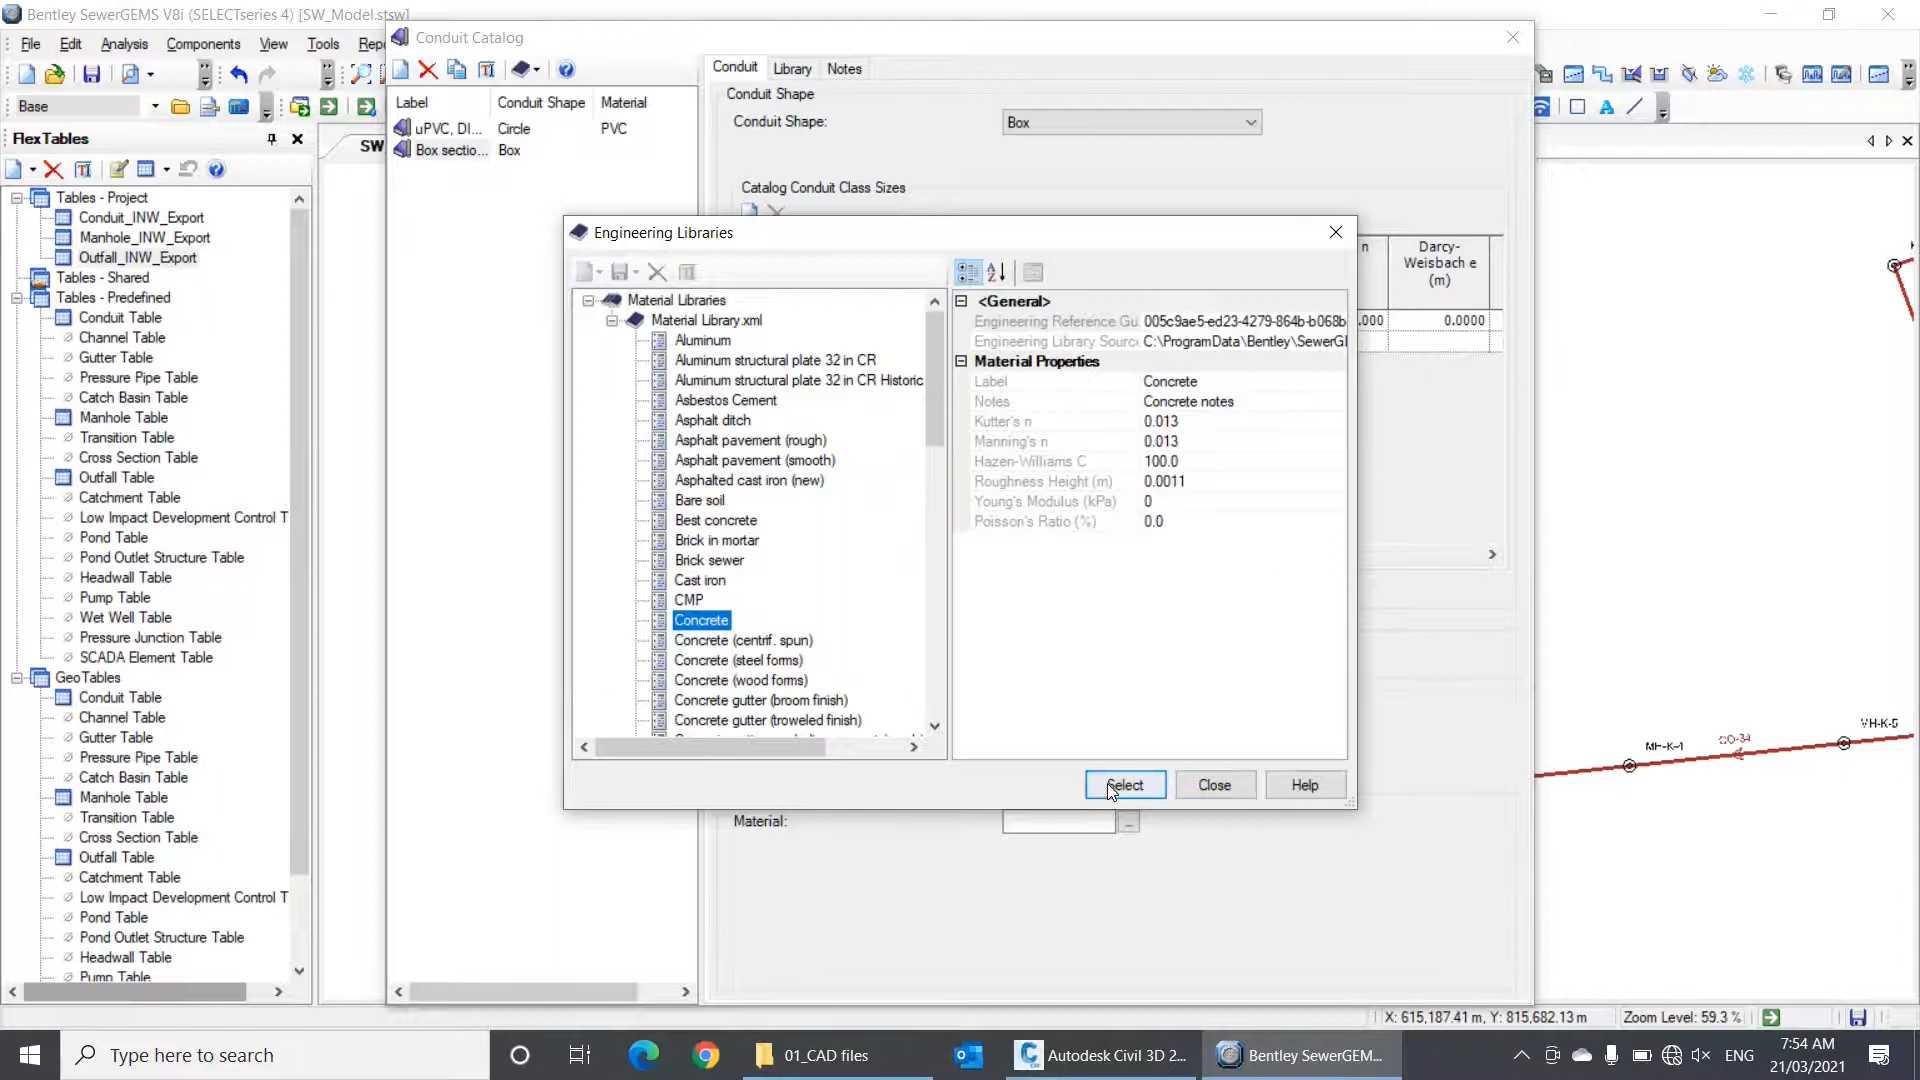 Bentley SewerGEMS V8i (SELECTseries 4) [SW_Model.stsw]
File Edit Analysis Components View Tools Rep
Base
FlexTables
Tables - Project
Conduit_INW_Export
Manhole_INW_Export
Outfall_INW_Export
Tables - Shared
Tables - Predefined
Conduit Table
Channel Table
Gutter Table
Pressure Pipe Table
Catch Basin Table
Manhole Table
Transition Table
Cross Section Table
Outfall Table
Catchment Table
Low Impact Development Control T
Pond Table
Pond Outlet Structure Table
Headwall Table
Pump Table
Wet Well Table
Pressure Junction Table
SCADA Element Table
GeoTables
Conduit Table
Channel Table
Gutter Table
Pressure Pipe Table
Catch Basin Table
Manhole Table
Transition Table
Cross Section Table
Outfall Table
Catchment Table
Low Impact Development Control T
Pond Table
Pond Outlet Structure Table
Headwall Table
Pump Table
SW
Conduit Catalog
Label Conduit Shape Material
uPVC, DI... Circle PVC
Box sectio... Box
Conduit Library Notes
Conduit Shape
Conduit Shape: Box
Catalog Conduit Class Sizes
n
Darcy-
Weisbach e
(m)
.000 0.0000
Material: ...
Engineering Libraries
Material Libraries
Material Library.xml
Aluminum
Aluminum structural plate 32 in CR
Aluminum structural plate 32 in CR Historic
Asbestos Cement
Asphalt ditch
Asphalt pavement (rough)
Asphalt pavement (smooth)
Asphalted cast iron (new)
Bare soil
Best concrete
Brick in mortar
Brick sewer
Cast iron
CMP
Concrete
Concrete (centrif. spun)
Concrete (steel forms)
Concrete (wood forms)
Concrete gutter (broom finish)
Concrete gutter (troweled finish)
<General>
Engineering Reference Gu 005c9ae5-ed23-4279-864b-b068b
Engineering Library Sourc C:\ProgramData\Bentley\SewerGI
Material Properties
Label Concrete
Notes Concrete notes
Kutter's n 0.013
Manning's n 0.013
Hazen-Williams C 100.0
Roughness Height (m) 0.0011
Young's Modulus (kPa) 0
Poisson's Ratio (%) 0.0
Select Close Help
CO-34
X: 615,187.41 m, Y: 815,682.13 m Zoom Level: 59.3 %
Type here to search
01_CAD files
Autodesk Civil 3D 2...
Bentley SewerGEM...
ENG
7:54 AM
21/03/2021